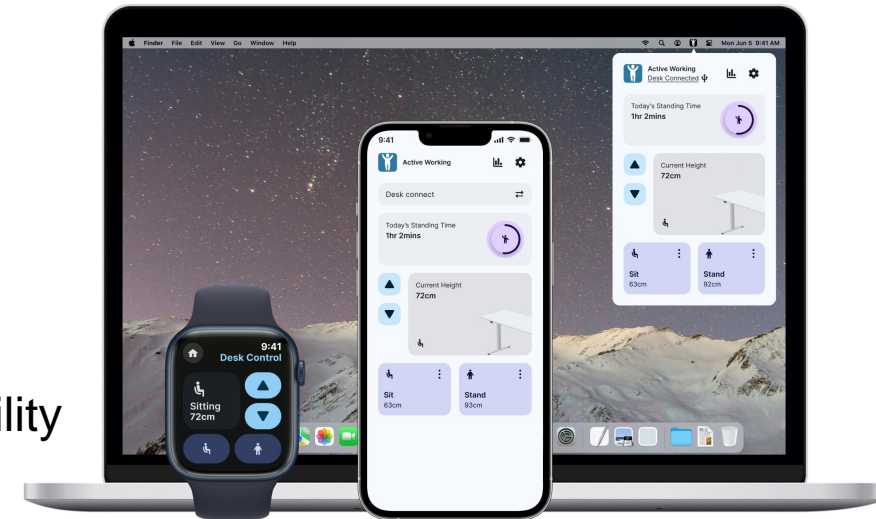 Finder File Edit View Go Window Help
Mon Jun 5 9:41 AM
Active Working
Desk Connected
Today's Standing Time
1hr 2mins
Current Height
72cm
Sit
63cm
Stand
92cm
9:41
Active Working
Desk connect
Today's Standing Time
1hr 2mins
Current Height
72cm
Sit
63cm
Stand
93cm
9:41
Desk Control
Sitting
72cm
ility